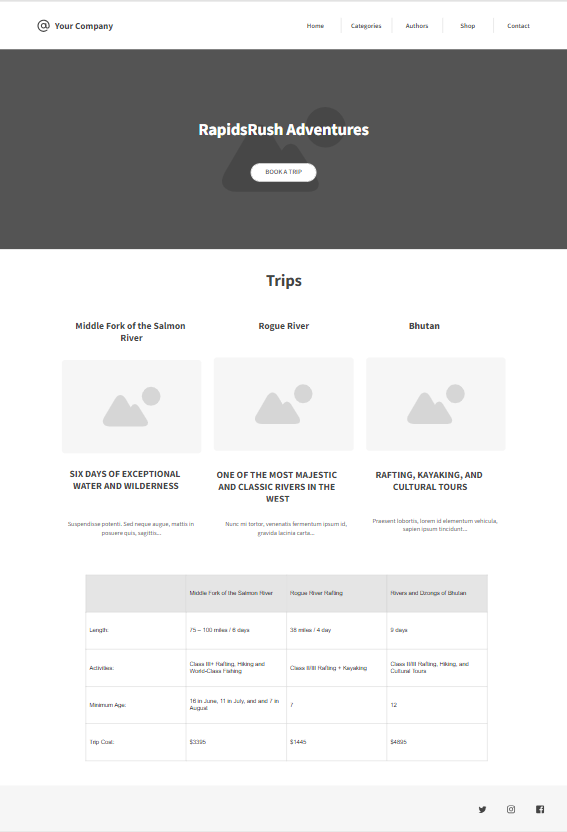 @ Your Company
Home
Categories
Authors
Shop
Contact
RapidsRush Adventures
BOOK A TRIP
Trips
Middle Fork of the Salmon
River
Rogue River
Bhutan
SIX DAYS OF EXCEPTIONAL
WATER AND WILDERNESS
ONE OF THE MOST MAJESTIC
AND CLASSIC RIVERS IN THE
WEST
RAFTING, KAYAKING, AND
CULTURAL TOURS
Suspendisse potenti. Sed neque augue, mattis in
posuere quis, sagittis...
Nunc mi tortor, venenatis fermentum ipsum id,
gravida lacinia certa...
Praesent lobortis, lorem id elementum vehicula,
sapien ipsum tincidunt...
Middle Fork of the Salmon River
Rogue River Rafting
Rivers and Dzongs of Bhutan
Length:
75 – 100 miles / 6 days
38 miles / 4 day
9 days
Activities:
Class III+ Rafting, Hiking and
World-Class Fishing
Class II/III Rafting + Kayaking
Class II/III Rafting, Hiking, and
Cultural Tours
Minimum Age:
16 in June, 11 in July, and and 7 in
August
7
12
Trip Cost:
$3395
$1445
$4895